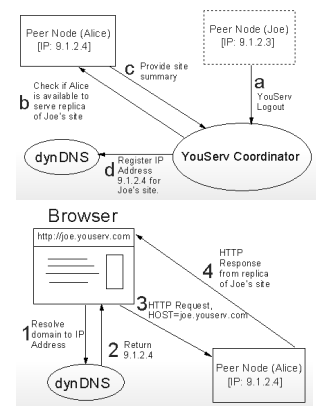 Peer Node (Alice)
[IP: 9.1.2.4]
Peer Node (Joe)
[IP: 9.1.2.3]
c
Provide site
summary
a
YouServ
Logout
b
Check if Alice
is available to
serve replica
of Joe's site
dynDNS
d
Register IP
Address
9.1.2.4 for
Joe's site.
YouServ Coordinator
Browser
http://joe.youserv.com
4
HTTP
Response
from replica
of Joe's site
3
HTTP Request,
HOST=joe.youserv.com
1
Resolve
domain to IP
Address
2
Return
9.1.2.4
dynDNS
Peer Node (Alice)
[IP: 9.1.2.4]